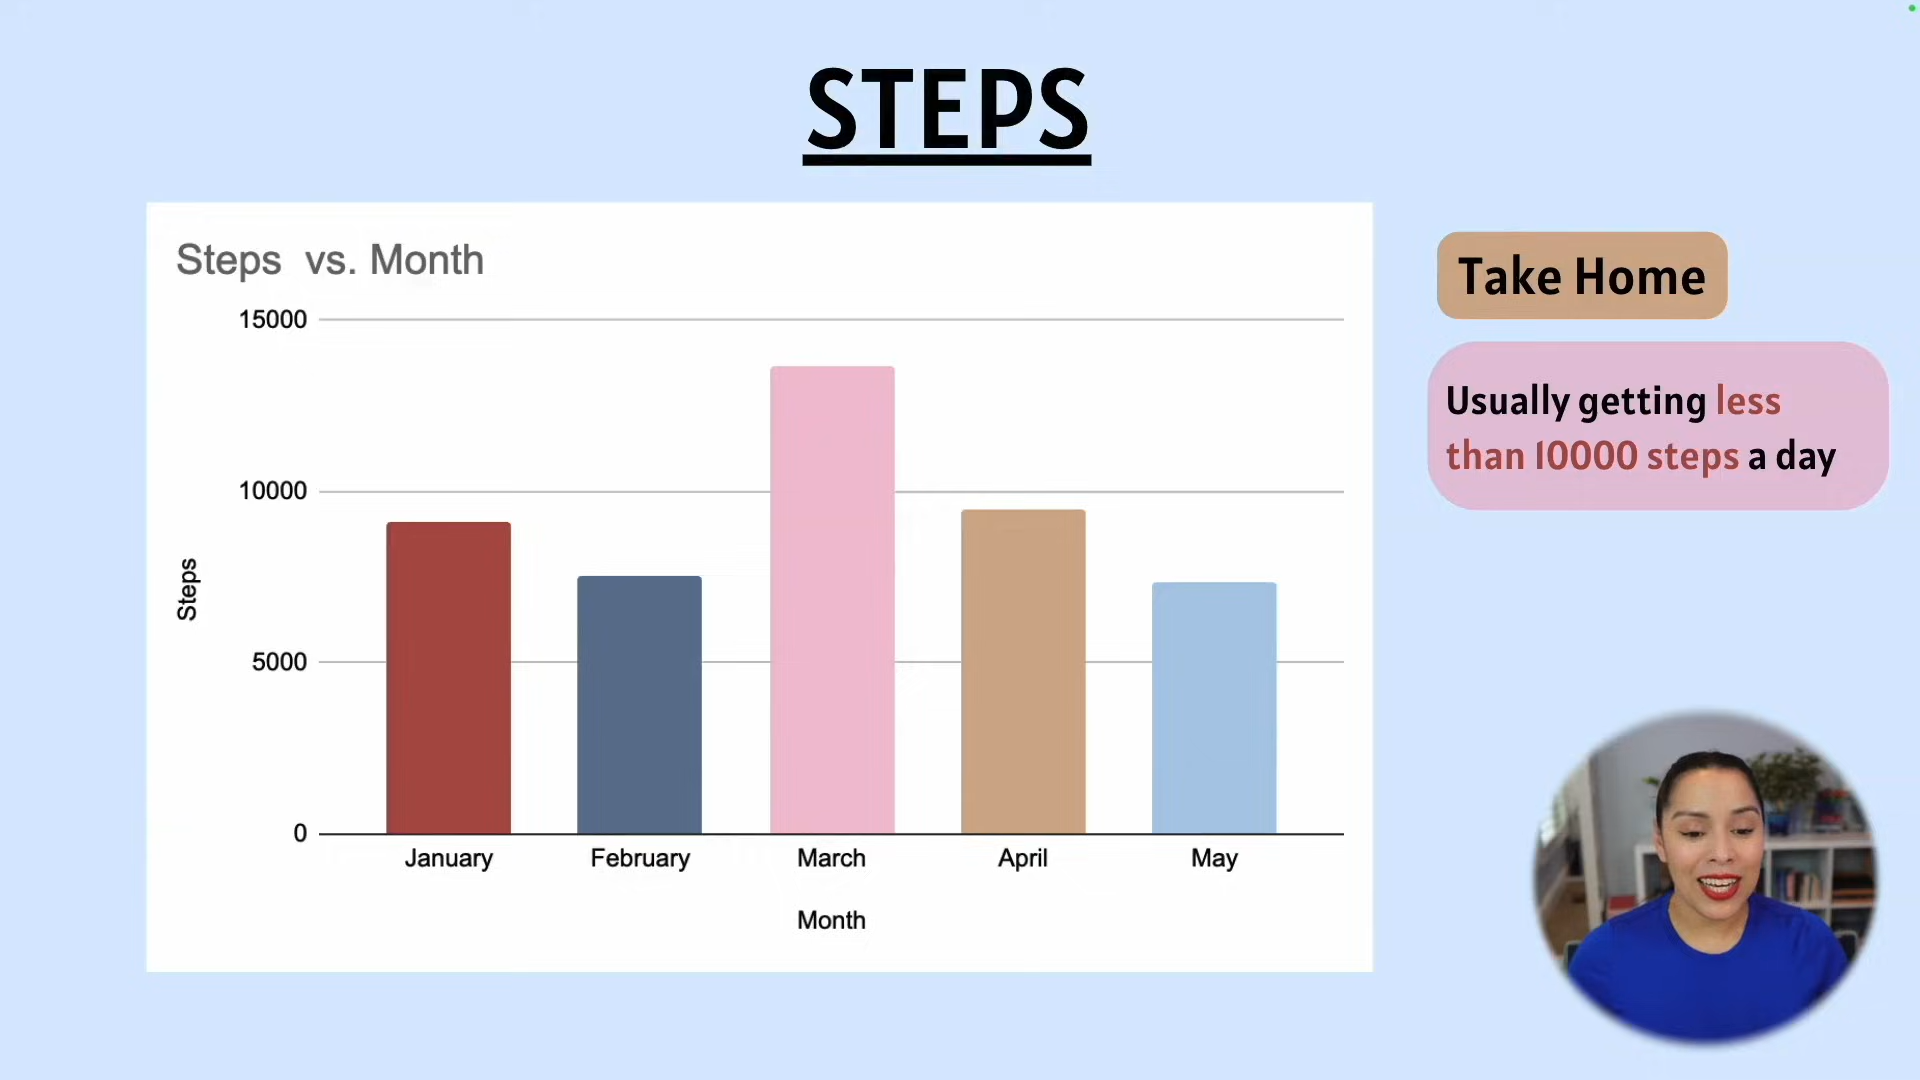 STEPS
Steps vs. Month
15000
10000
5000
0
Steps
January February March April May
Month
Take Home
Usually getting less
than 10000 steps a day